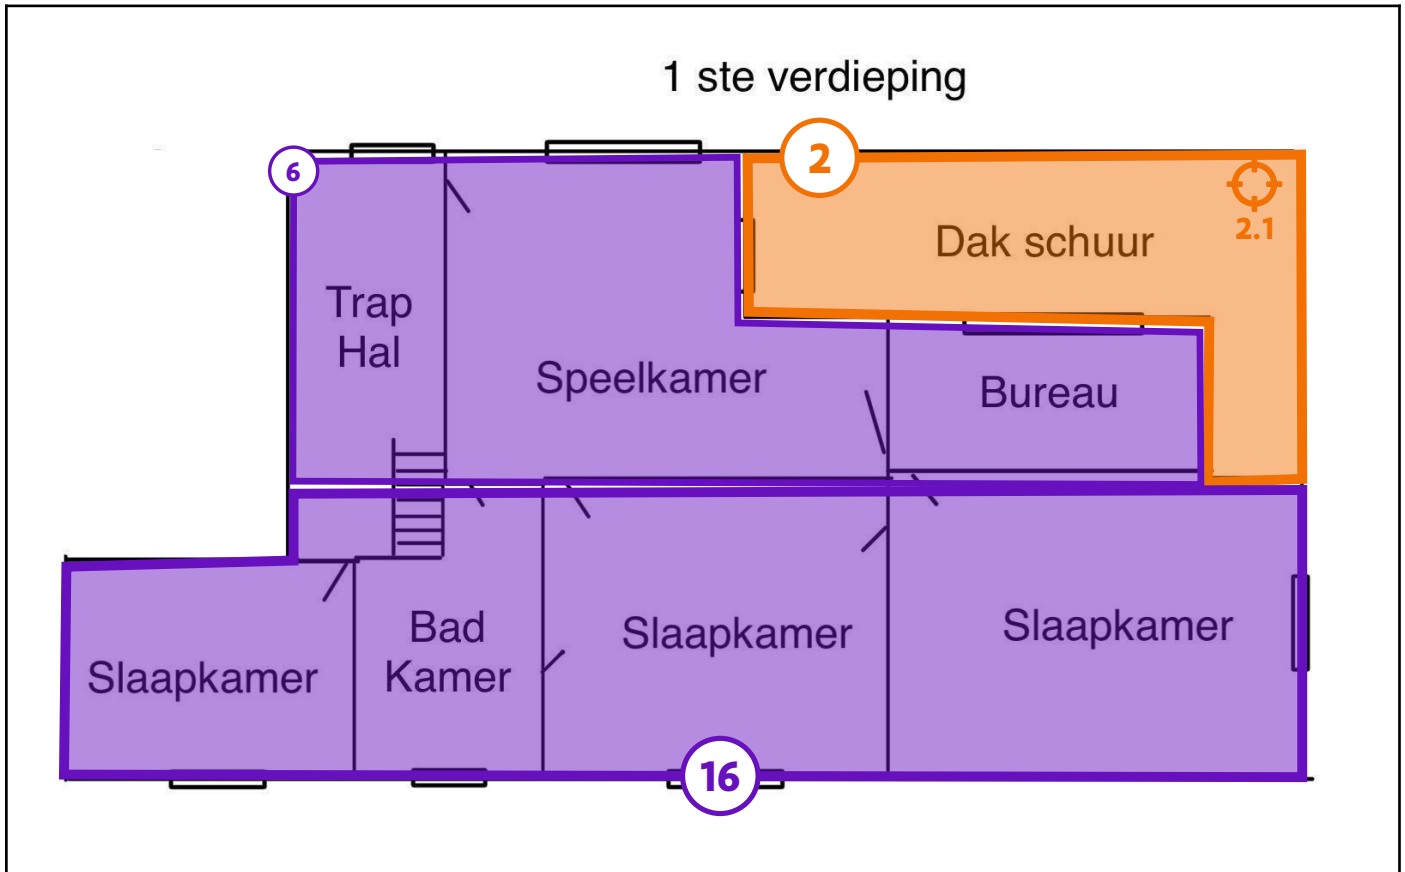 1 ste verdieping
6
2
2.1
Dak schuur
Trap
Hal
Speelkamer
Bureau
Bad
Kamer
Slaapkamer
Slaapkamer
Slaapkamer
16